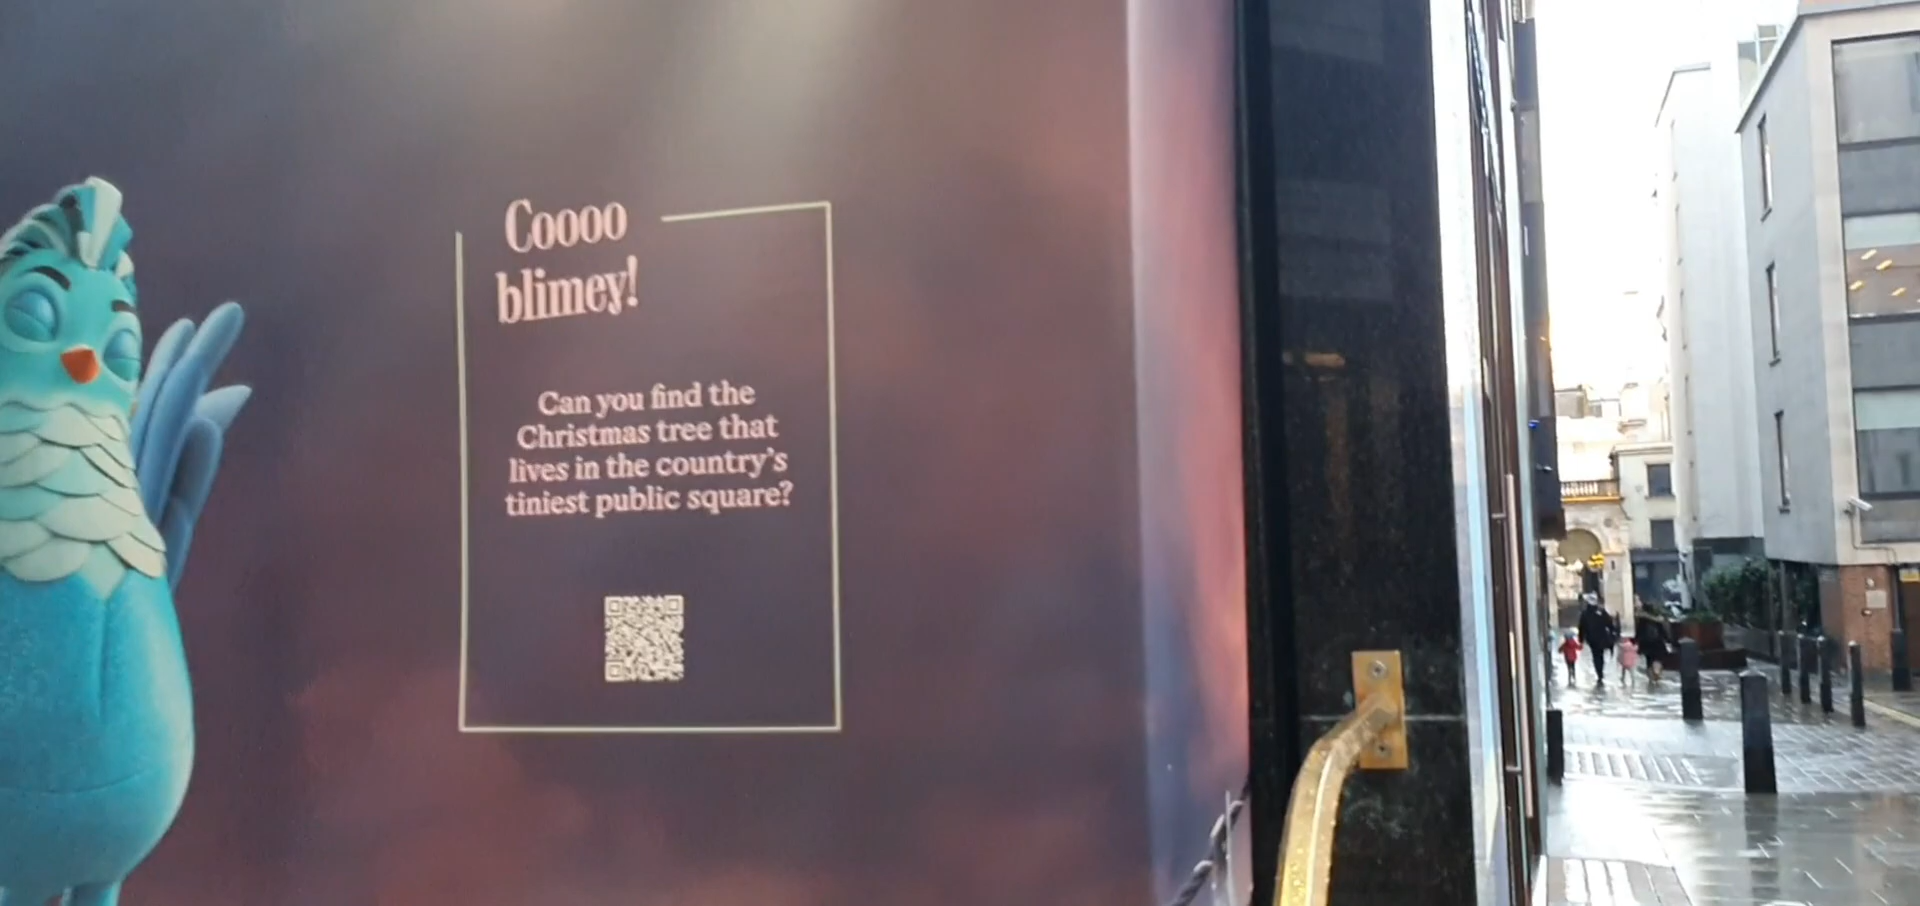 Coooo
blimey!
Can you find the
Christmas tree that
lives in the country's
tiniest public square?